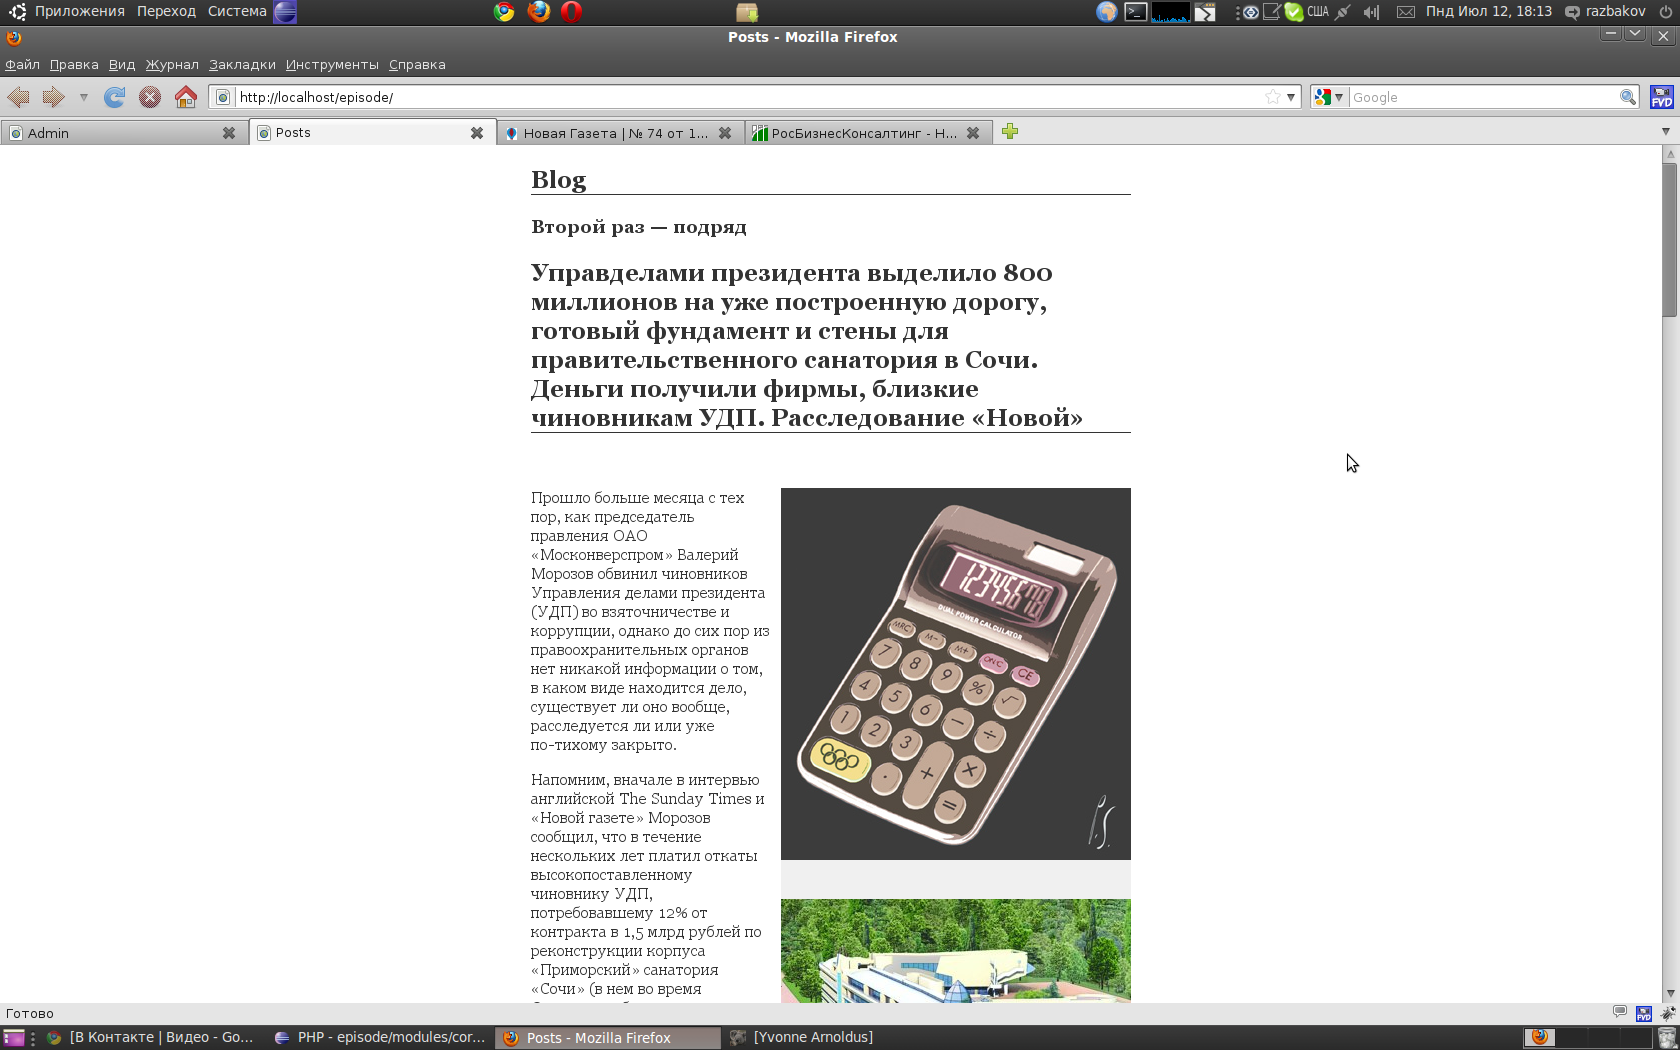 Приложения Переход Система
США
Пнд Июл 12, 18:13
razbakov
Posts - Mozilla Firefox
Файл Правка Вид Журнал Закладки Инструменты Справка
http://localhost/episode/
Google
FVD
Admin
Posts
Новая Газета | № 74 от 1...
РосБизнесКонсалтинг - Н...
Blog
Второй раз — подряд
Управделами президента выделило 800
миллионов на уже построенную дорогу,
готовый фундамент и стены для
правительственного санатория в Сочи.
Деньги получили фирмы, близкие
чиновникам УДП. Расследование «Новой»
Прошло больше месяца с тех
пор, как председатель
правления ОАО
«Москонверспром» Валерий
Морозов обвинил чиновников
Управления делами президента
(УДП) во взяточничестве и
коррупции, однако до сих пор из
правоохранительных органов
нет никакой информации о том,
в каком виде находится дело,
существует ли оно вообще,
расследуется ли или уже
по-тихому закрыто.
Напомним, вначале в интервью
английской The Sunday Times и
«Новой газете» Морозов
сообщил, что в течение
нескольких лет платил откаты
высокопоставленному
чиновнику УДП,
потребовавшему 12% от
контракта в 1,5 млрд рублей по
реконструкции корпуса
«Приморский» санатория
«Сочи» (в нем во время
12345678
DUAL POWER CALCULATOR
MRC M- M+ ON/C CE
7 8 9 % √
4 5 6 − ÷
1 2 3 + ×
· =
Готово
FVD
[В Контакте | Видео - Go...
PHP - episode/modules/cor...
Posts - Mozilla Firefox
[Yvonne Arnoldus]